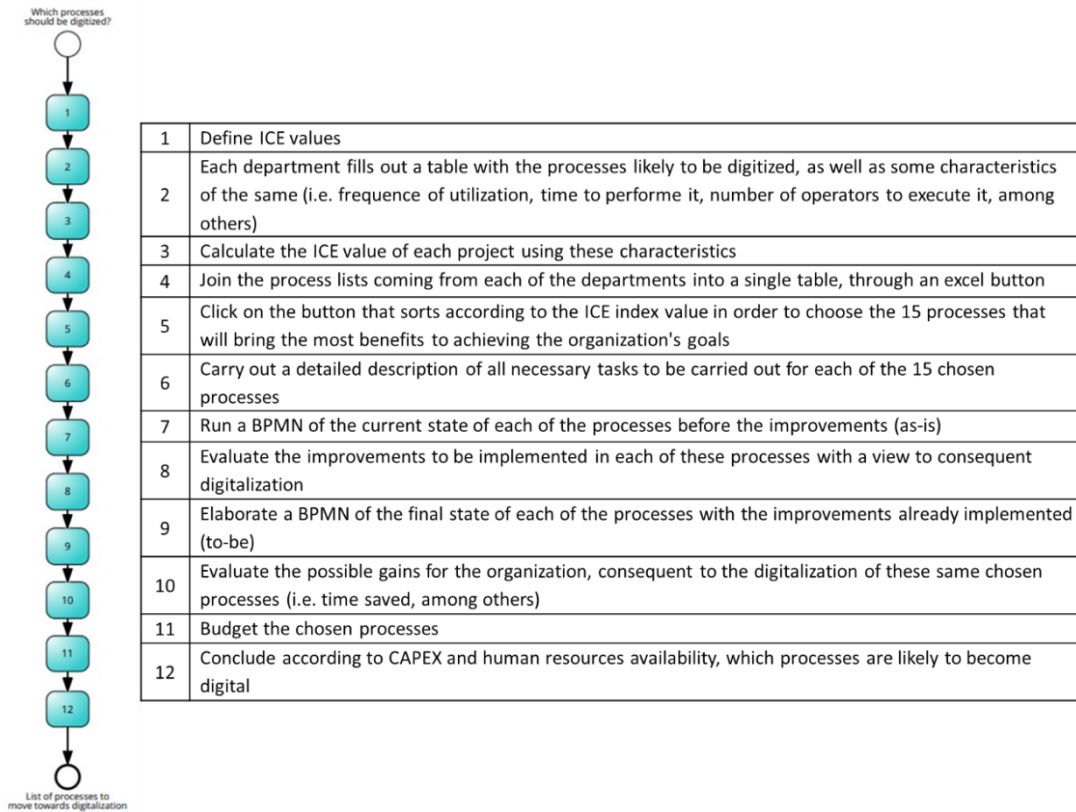 Which processes
should be digitized?
1
2
3
4
5
6
7
8
9
10
11
12
List of processes to
move towards digitalization
1 Define ICE values
2 Each department fills out a table with the processes likely to be digitized, as well as some characteristics
of the same (i.e. frequence of utilization, time to performe it, number of operators to execute it, among
others)
3 Calculate the ICE value of each project using these characteristics
4 Join the process lists coming from each of the departments into a single table, through an excel button
5 Click on the button that sorts according to the ICE index value in order to choose the 15 processes that
will bring the most benefits to achieving the organization's goals
6 Carry out a detailed description of all necessary tasks to be carried out for each of the 15 chosen
processes
7 Run a BPMN of the current state of each of the processes before the improvements (as-is)
8 Evaluate the improvements to be implemented in each of these processes with a view to consequent
digitalization
9 Elaborate a BPMN of the final state of each of the processes with the improvements already implemented
(to-be)
10 Evaluate the possible gains for the organization, consequent to the digitalization of these same chosen
processes (i.e. time saved, among others)
11 Budget the chosen processes
12 Conclude according to CAPEX and human resources availability, which processes are likely to become
digital